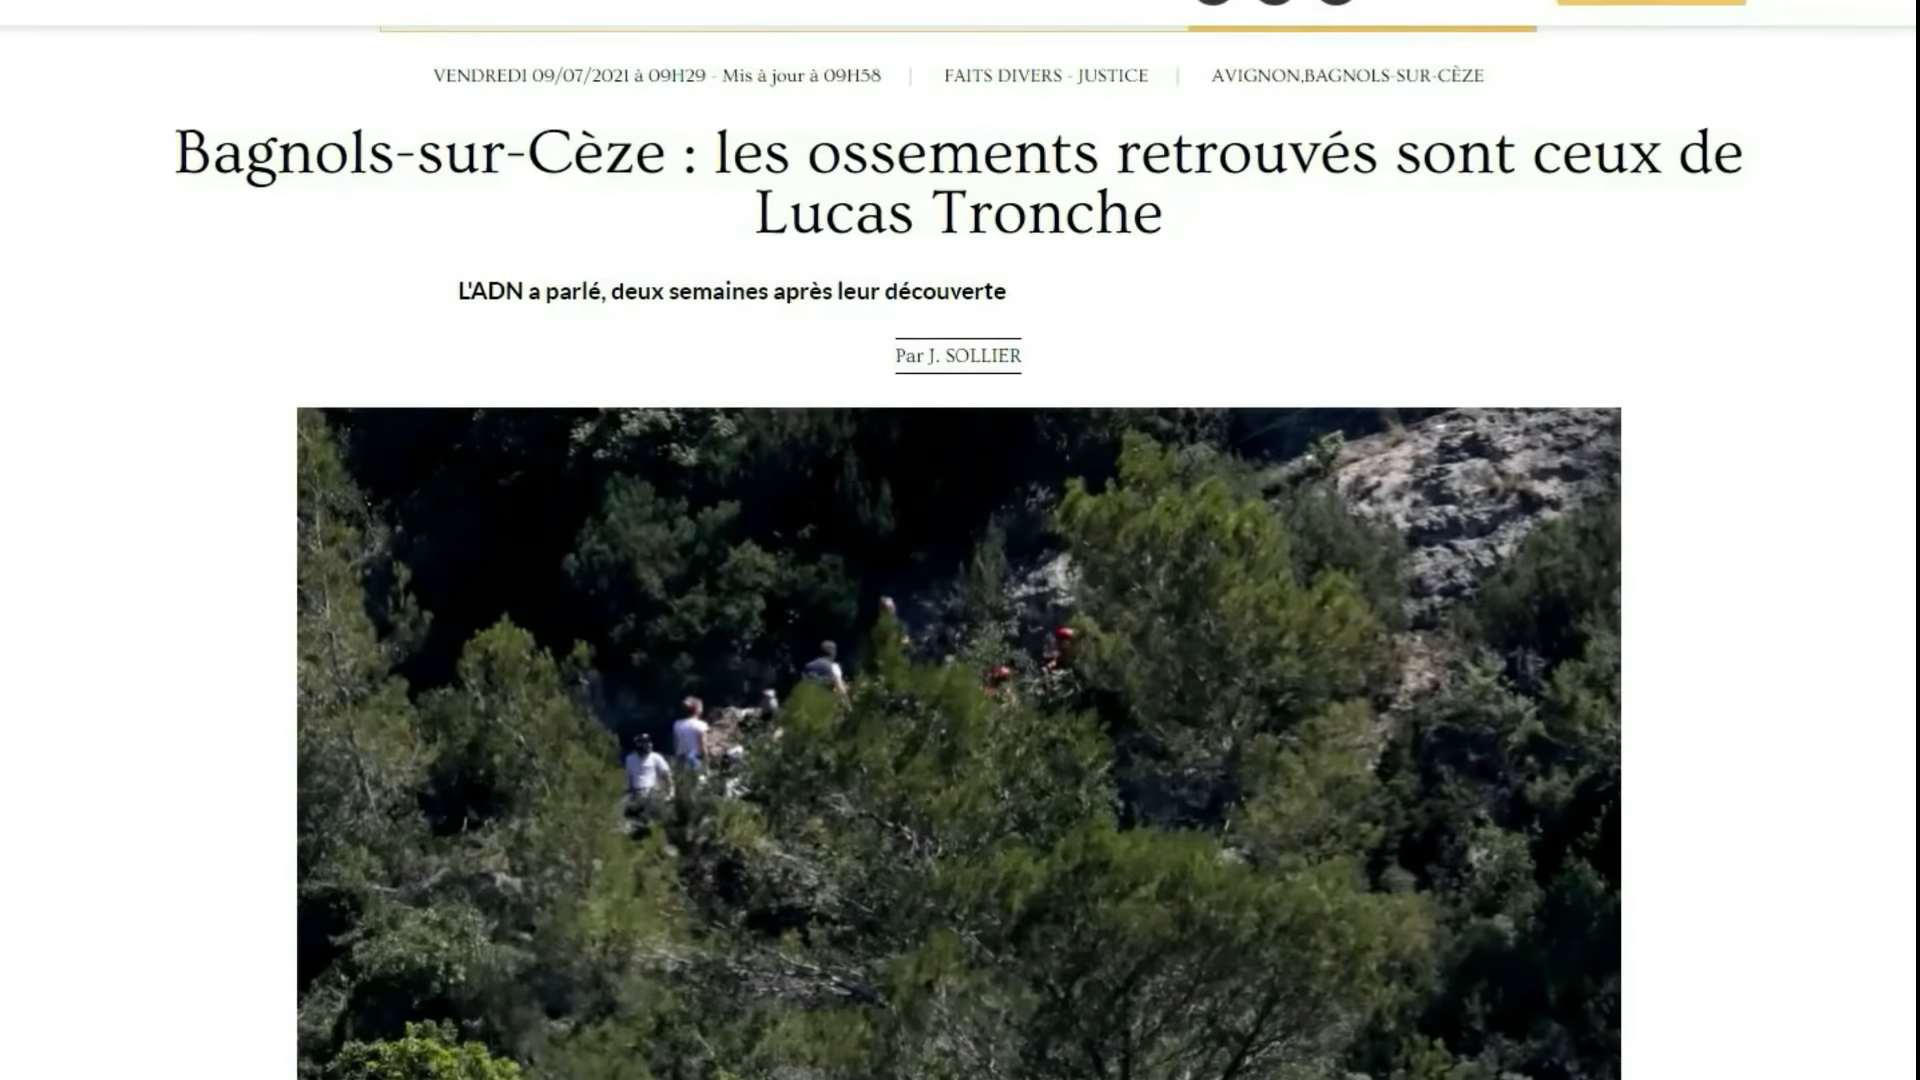 VENDREDI 09/07/2021 à 09H29 - Mis à jour à 09H58 | FAITS DIVERS - JUSTICE | AVIGNON,BAGNOLS-SUR-CÈZE
Bagnols-sur-Cèze : les ossements retrouvés sont ceux de
Lucas Tronche
L'ADN a parlé, deux semaines après leur découverte
Par J. SOLLIER